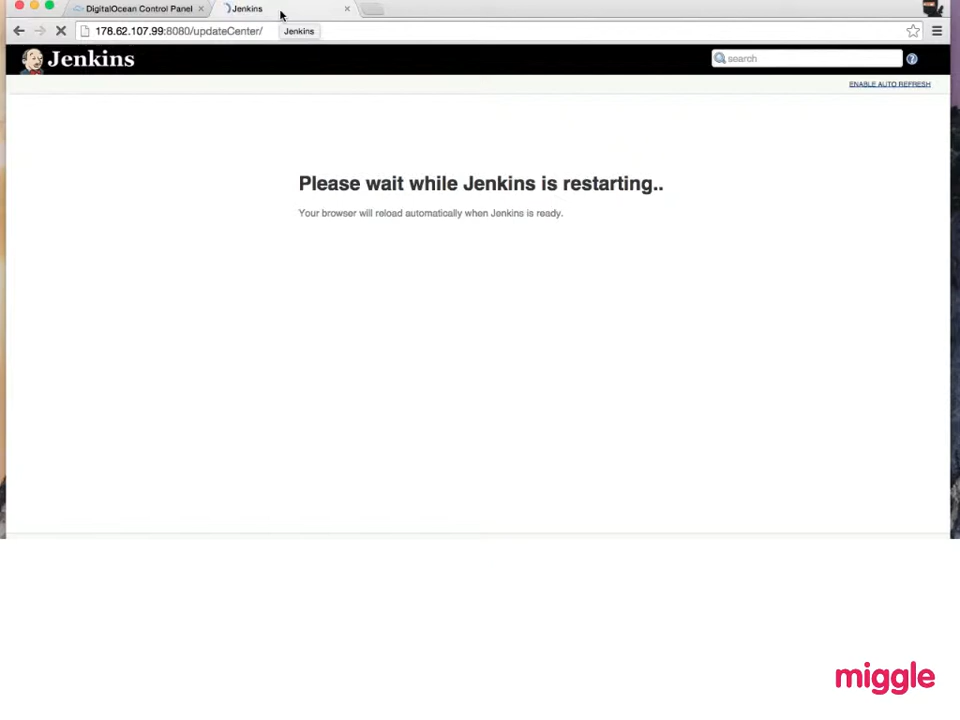 DigitalOcean Control Panel
Jenkins
178.62.107.99:8080/updateCenter/
Jenkins
Jenkins
search
ENABLE AUTO REFRESH
Please wait while Jenkins is restarting..
Your browser will reload automatically when Jenkins is ready.
miggle